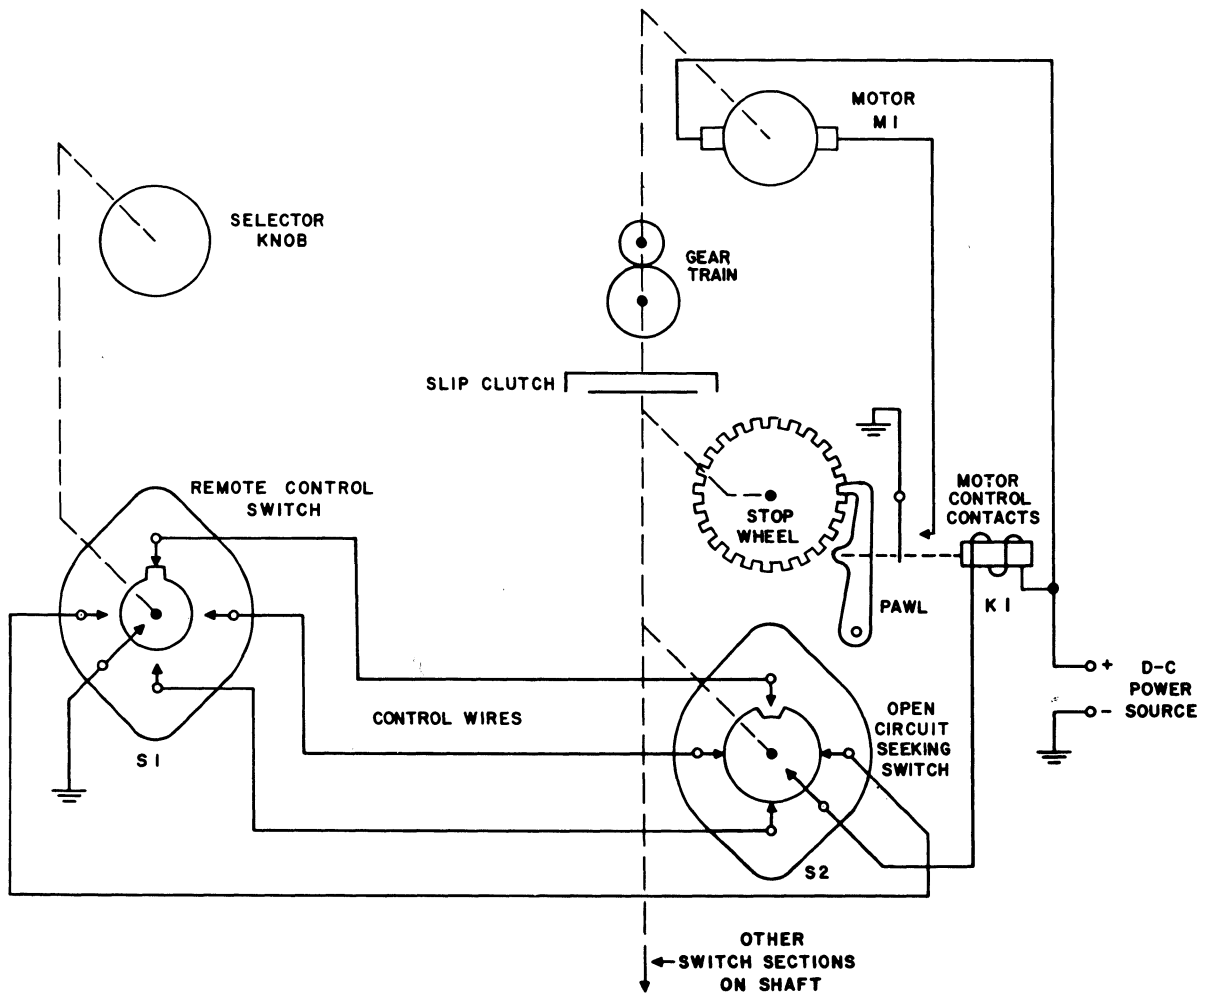 MOTOR
M1
SELECTOR
KNOB
GEAR
TRAIN
SLIP CLUTCH
REMOTE CONTROL
SWITCH
STOP
WHEEL
MOTOR
CONTROL
CONTACTS
PAWL
K1
+
D-C
POWER
- SOURCE
CONTROL WIRES
OPEN
CIRCUIT
SEEKING
SWITCH
S1
S2
OTHER
SWITCH SECTIONS
ON SHAFT